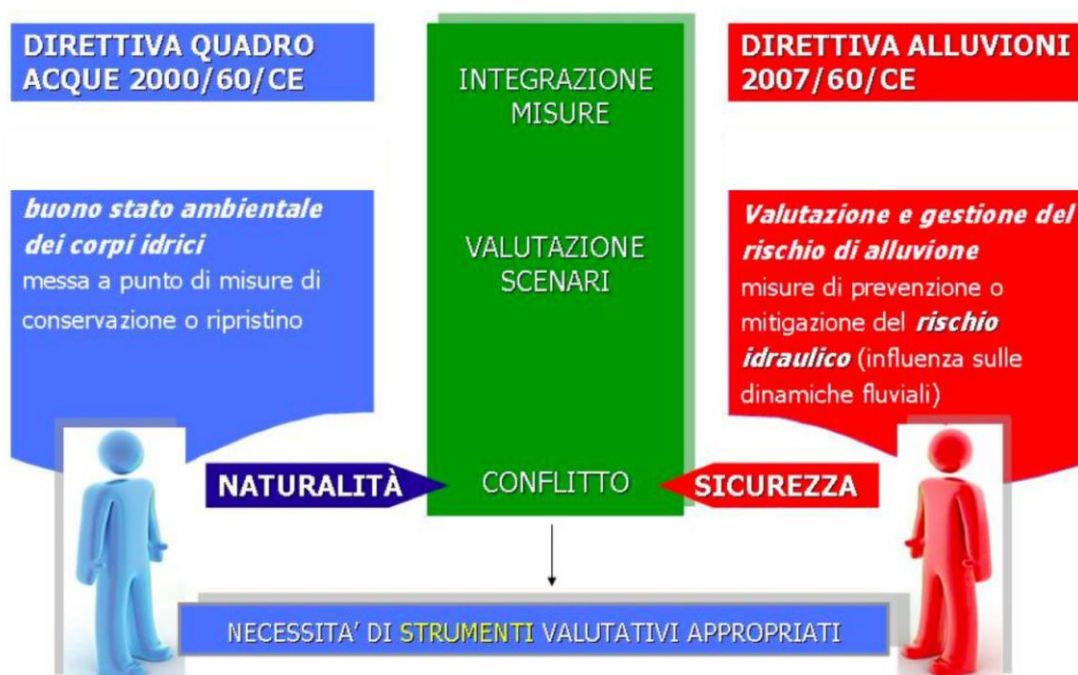 DIRETTIVA QUADRO
ACQUE 2000/60/CE
buono stato ambientale
dei corpi idrici
messa a punto di misure di
conservazione o ripristino
INTEGRAZIONE
MISURE
VALUTAZIONE
SCENARI
DIRETTIVA ALLUVIONI
2007/60/CE
Valutazione e gestione del
rischio di alluvione
misure di prevenzione o
mitigazione del rischio
idraulico (influenza sulle
dinamiche fluviali)
NATURALITÀ
CONFLITTO
SICUREZZA
NECESSITA' DI STRUMENTI VALUTATIVI APPROPRIATI